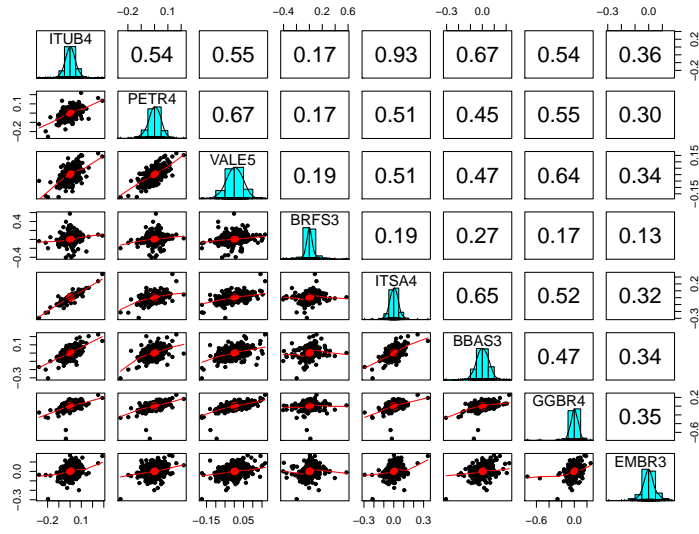 -0.2 0.1 -0.4 0.0 0.6 -0.3 0.0 -0.3 0.0
ITUB4 0.54 0.55 0.17 0.93 0.67 0.54 0.36 -0.2 0.2
-0.2 0.1 PETR4 0.67 0.17 0.51 0.45 0.55 0.30
VALE5 0.19 0.51 0.47 0.64 0.34 -0.15 0.15
-0.4 0.4 BRFS3 0.19 0.27 0.17 0.13
ITSA4 0.65 0.52 0.32 -0.3 0.2
-0.3 0.1 BBAS3 0.47 0.34
GGBR4 0.35 -0.6 0.2
-0.3 0.0 EMBR3
-0.2 0.1 -0.15 0.05 -0.3 0.0 0.3 -0.6 0.0